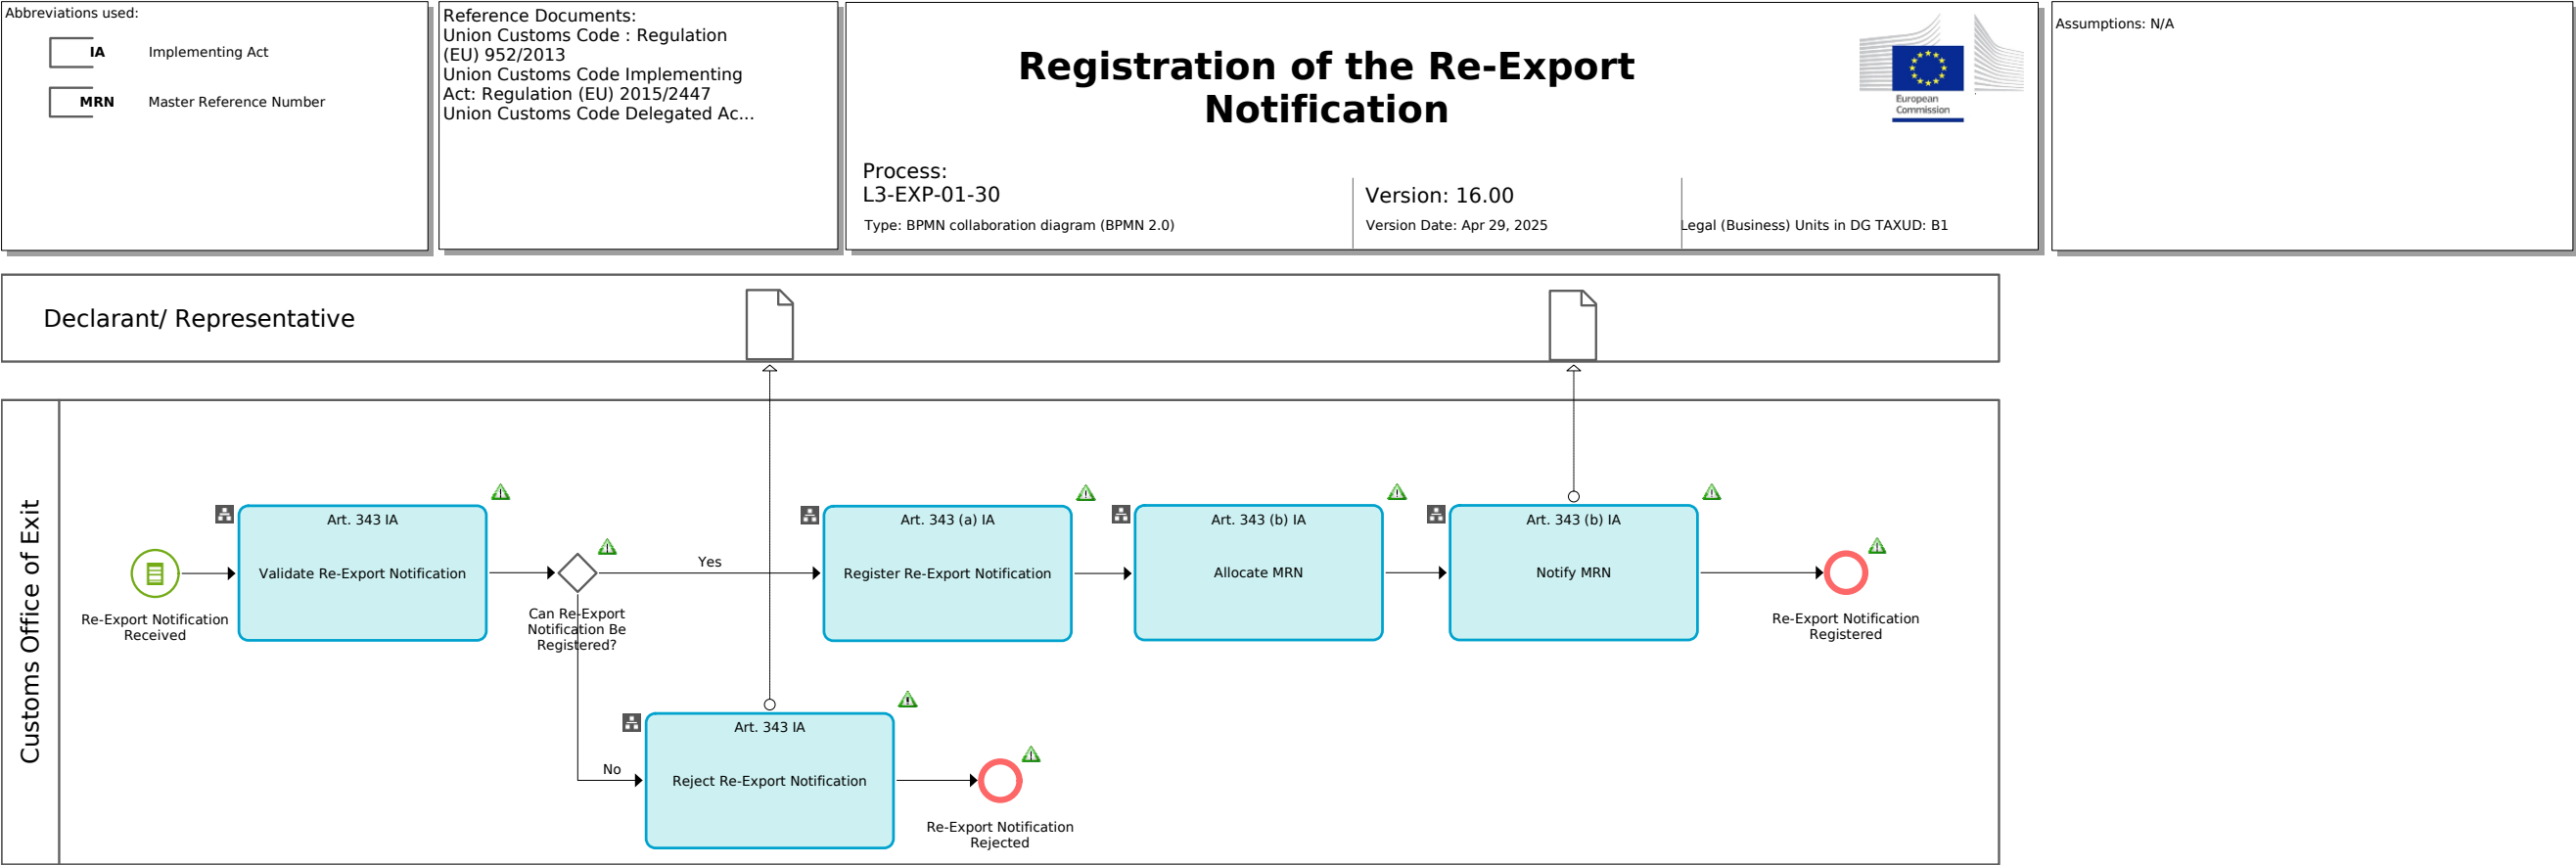 Abbreviations used:
IA Implementing Act
MRN Master Reference Number
Reference Documents:
Union Customs Code : Regulation
(EU) 952/2013
Union Customs Code Implementing
Act: Regulation (EU) 2015/2447
Union Customs Code Delegated Ac...
Registration of the Re-Export
Notification
European
Commission
Process:
L3-EXP-01-30
Version: 16.00
Type: BPMN collaboration diagram (BPMN 2.0)
Version Date: Apr 29, 2025
Legal (Business) Units in DG TAXUD: B1
Assumptions: N/A
Declarant/ Representative
Customs Office of Exit
Re-Export Notification
Received
Art. 343 IA
Validate Re-Export Notification
Can Re-Export
Notification Be
Registered?
Yes
Art. 343 (a) IA
Register Re-Export Notification
Art. 343 (b) IA
Allocate MRN
Art. 343 (b) IA
Notify MRN
Re-Export Notification
Registered
No
Art. 343 IA
Reject Re-Export Notification
Re-Export Notification
Rejected